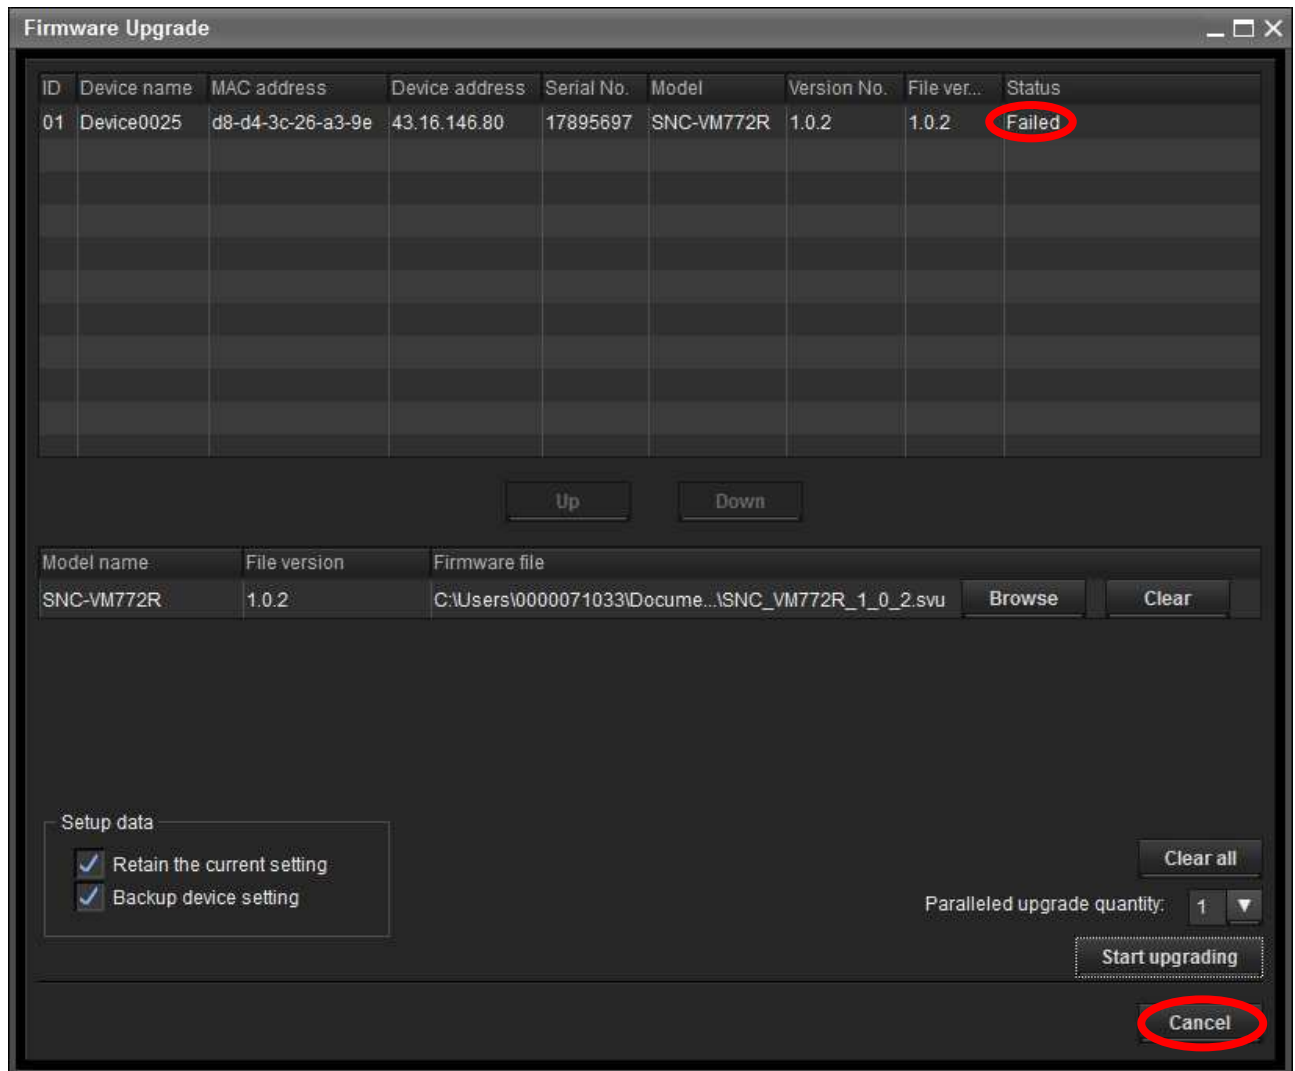 Firmware Upgrade
ID Device name MAC address Device address Serial No. Model Version No. File ver... Status
01 Device0025 d8-d4-3c-26-a3-9e 43.16.146.80 17895697 SNC-VM772R 1.0.2 1.0.2 Failed
Up Down
Model name File version Firmware file
SNC-VM772R 1.0.2 C:\Users\0000071033\Docume...\SNC_VM772R_1_0_2.svu Browse Clear
Setup data
Retain the current setting
Backup device setting
Clear all
Paralleled upgrade quantity: 1
Start upgrading
Cancel